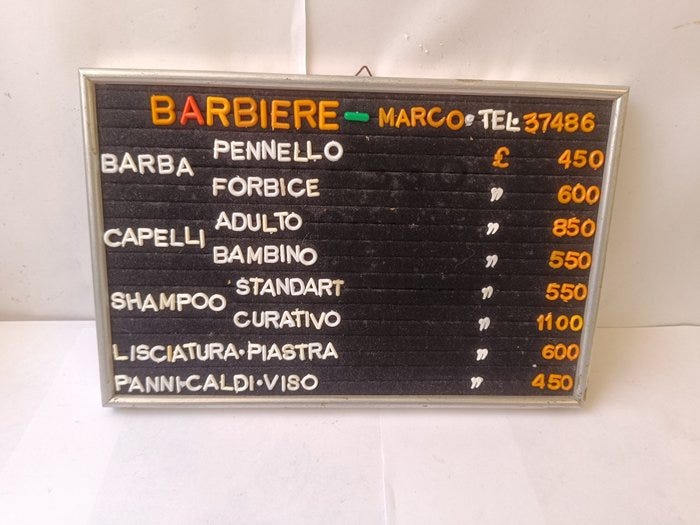 BARBIERE - MARCO • TEL. 37486
BARBA PENNELLO £ 450
FORBICE " 600
CAPELLI ADULTO " 850
BAMBINO " 550
SHAMPOO STANDART " 550
CURATIVO " 1100
LISCIATURA•PIASTRA " 600
PANNI•CALDI•VISO " 450